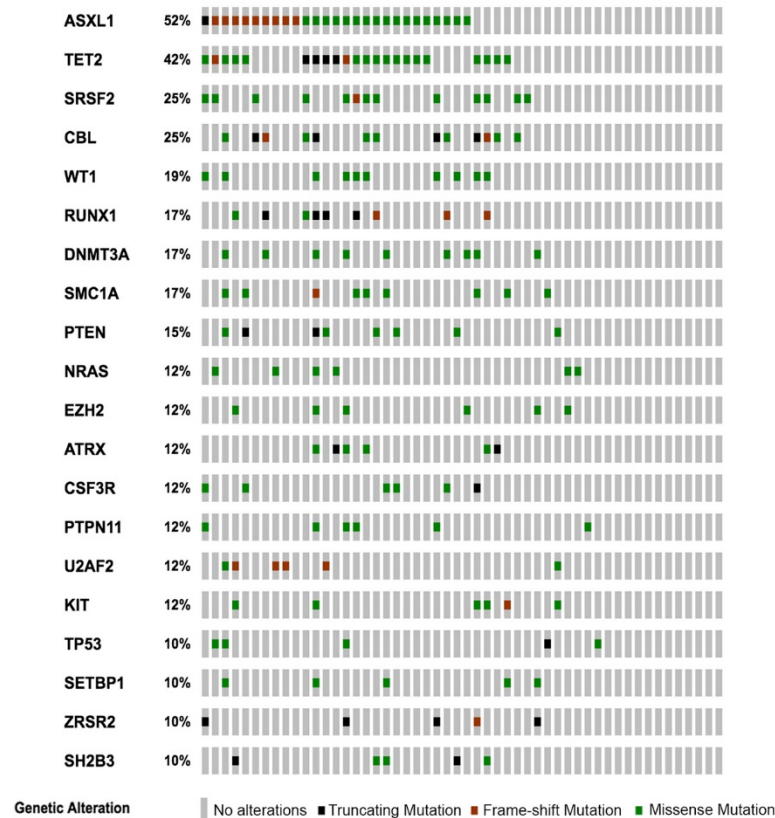 ASXL1 52%
TET2 42%
SRSF2 25%
CBL 25%
WT1 19%
RUNX1 17%
DNMT3A 17%
SMC1A 17%
PTEN 15%
NRAS 12%
EZH2 12%
ATRX 12%
CSF3R 12%
PTPN11 12%
U2AF2 12%
KIT 12%
TP53 10%
SETBP1 10%
ZRSR2 10%
SH2B3 10%
Genetic Alteration No alterations Truncating Mutation Frame-shift Mutation Missense Mutation